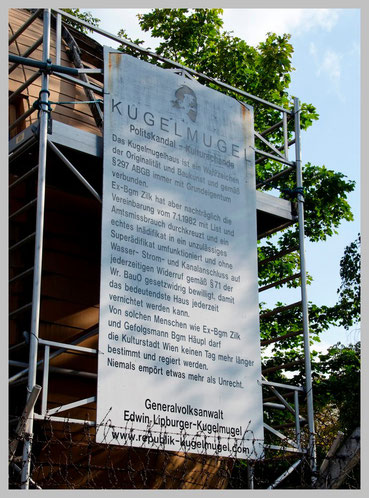 KUGELMUGEL
Politskandal - Kulturschande
Das Kugelmugelhaus ist ein Wahrzeichen
der Originalität und Baukunst und gemäß
§297 ABGB immer mit Grundeigentum
verbunden.
Ex-Bgm Zilk hat aber nachträglich die
Vereinbarung vom 7.1.1982 mit List und
Amtsmissbrauch durchkreuzt und ein
echtes Inädifikat in ein unzulässiges
Superädifikat umfunktioniert und ohne
Wasser- Strom- und Kanalanschluss auf
jederzeitigen Widerruf gemäß §71 der
Wr. BauO gesetzwidrig bewilligt, damit
das bedeutendste Haus jederzeit
vernichtet werden kann.
Von solchen Menschen wie Ex-Bgm Zilk
und Gefolgsmann Bgm Häupl darf
die Kulturstadt Wien keinen Tag mehr länger
bestimmt und regiert werden.
Niemals empört etwas mehr als Unrecht.
Generalvolksanwalt
Edwin Lipburger-Kugelmugel
www.republik-kugelmugel.com